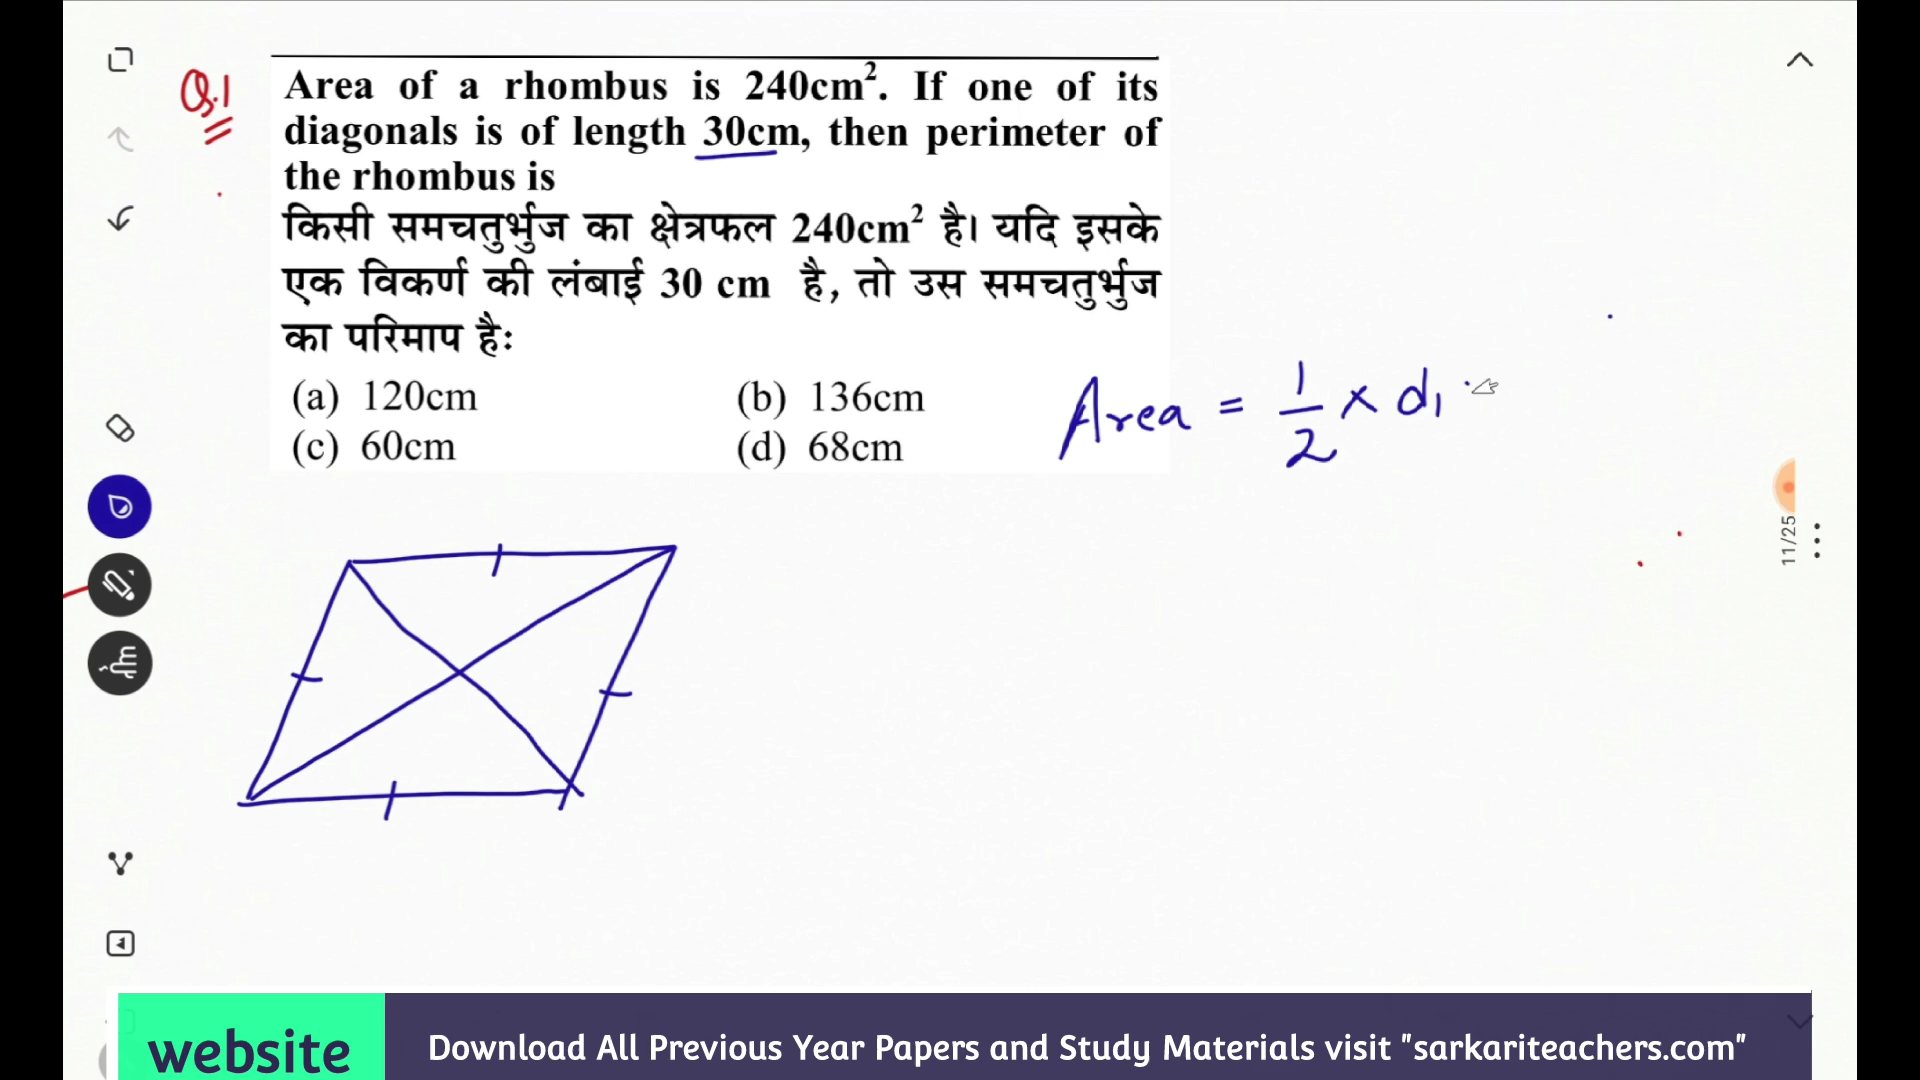 Q.1
Area of a rhombus is 240cm². If one of its
diagonals is of length 30cm, then perimeter of
the rhombus is
किसी समचतुर्भुज का क्षेत्रफल 240cm² है। यदि इसके
एक विकर्ण की लंबाई 30 cm है, तो उस समचतुर्भुज
का परिमाप हैः
(a) 120cm (b) 136cm
(c) 60cm (d) 68cm
Area = 1/2 × d₁
11/25
website
Download All Previous Year Papers and Study Materials visit "sarkariteachers.com"